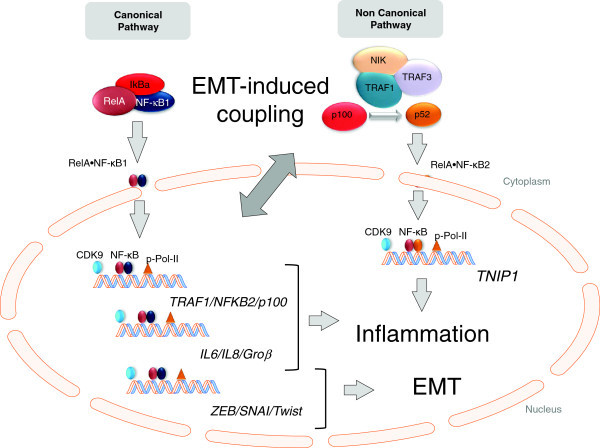 Canonical
Pathway
Non Canonical
Pathway
IkBa
RelA
NF-κB1
EMT-induced
coupling
NIK
TRAF3
TRAF1
p100
p52
RelA•NF-κB1
RelA•NF-κB2
Cytoplasm
CDK9
NF-κB
p-Pol-II
CDK9
NF-κB
p-Pol-II
TNIP1
TRAF1/NFKB2/p100
Inflammation
IL6/IL8/Groβ
EMT
ZEB/SNAI/Twist
Nucleus